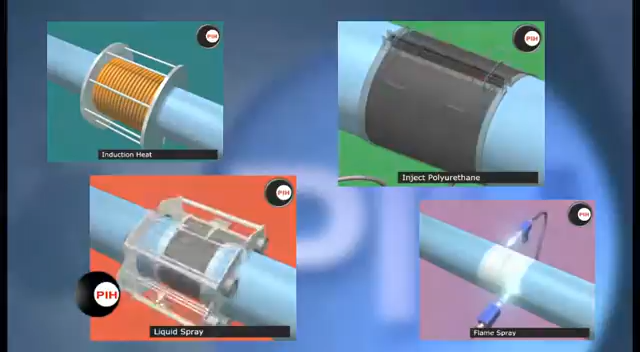 PIH
Induction Heat
PIH
Inject Polyurethane
PIH
Liquid Spray
PIH
PIH
Flame Spray